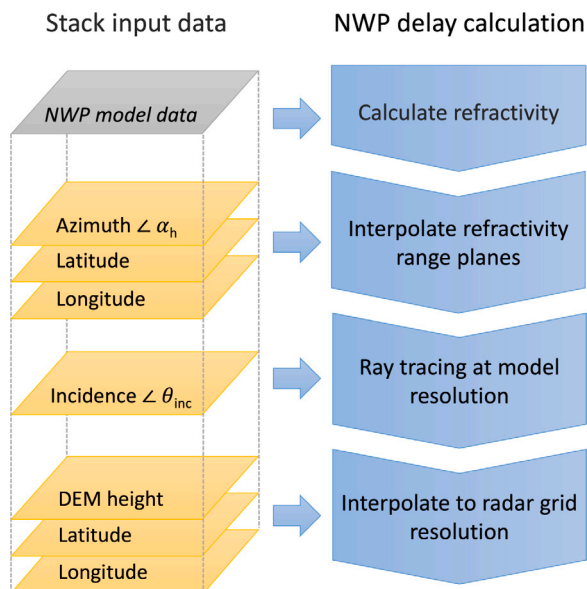 Stack input data
NWP delay calculation
NWP model data
Calculate refractivity
Azimuth ∠ αh
Latitude
Longitude
Interpolate refractivity
range planes
Incidence ∠ θinc
Ray tracing at model
resolution
DEM height
Latitude
Longitude
Interpolate to radar grid
resolution